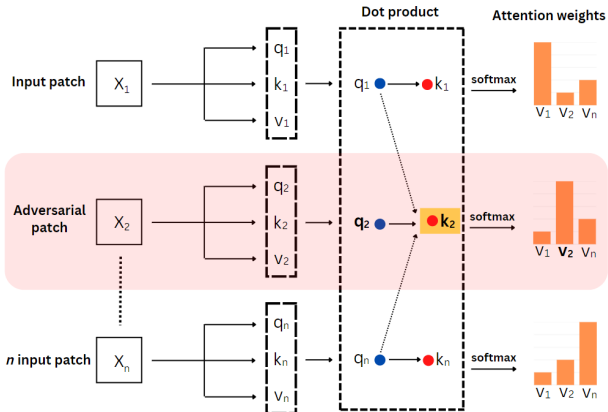 Dot product
Attention weights
Input patch
X1
q1
k1
v1
q1
k1
softmax
V1 V2 Vn
Adversarial
patch
X2
q2
k2
v2
q2
k2
softmax
V1 V2 Vn
n input patch
Xn
qn
kn
vn
qn
kn
softmax
V1 V2 Vn